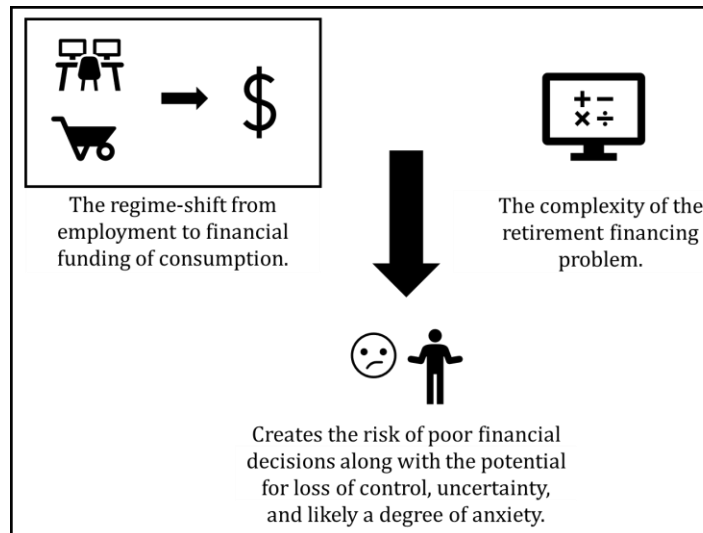 $
+ −
× ÷
The regime-shift from
employment to financial
funding of consumption.
The complexity of the
retirement financing
problem.
Creates the risk of poor financial
decisions along with the potential
for loss of control, uncertainty,
and likely a degree of anxiety.